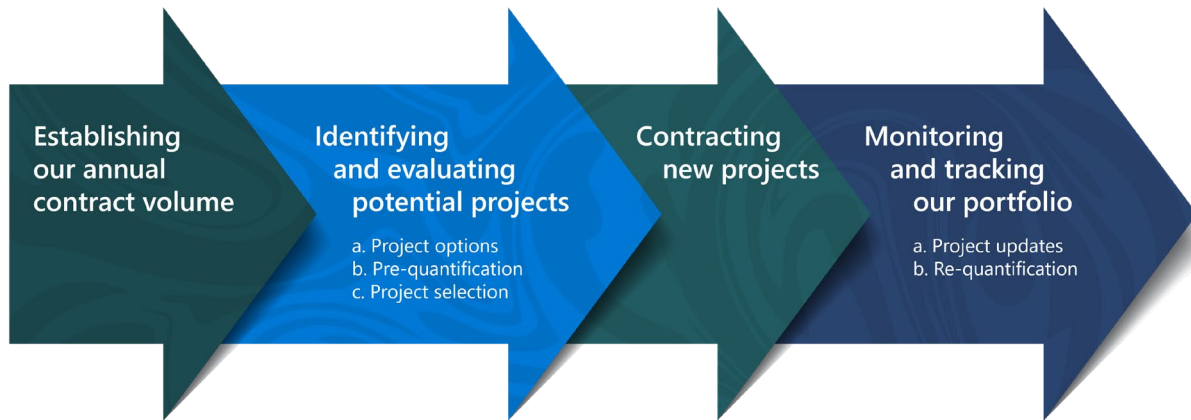 Establishing
our annual
contract volume
Identifying
and evaluating
potential projects
a. Project options
b. Pre-quantification
c. Project selection
Contracting
new projects
Monitoring
and tracking
our portfolio
a. Project updates
b. Re-quantification